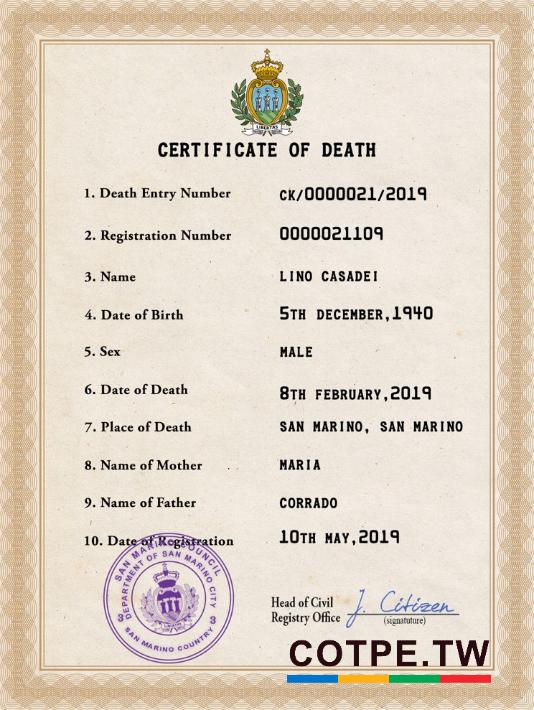 LIBERTAS
CERTIFICATE OF DEATH
1. Death Entry Number CK/0000021/2019
2. Registration Number 0000021109
3. Name LINO CASADEI
4. Date of Birth 5TH DECEMBER,1940
5. Sex MALE
6. Date of Death 8TH FEBRUARY,2019
7. Place of Death SAN MARINO, SAN MARINO
8. Name of Mother MARIA
9. Name of Father CORRADO
10. Date of Registration 10TH MAY,2019
SAN MARINO COUNCIL
DEPARTMENT OF SAN MARINO CITY
SAN MARINO COUNTRY
Head of Civil
Registry Office J. Citizen
(signatuture)
COTPE.TW